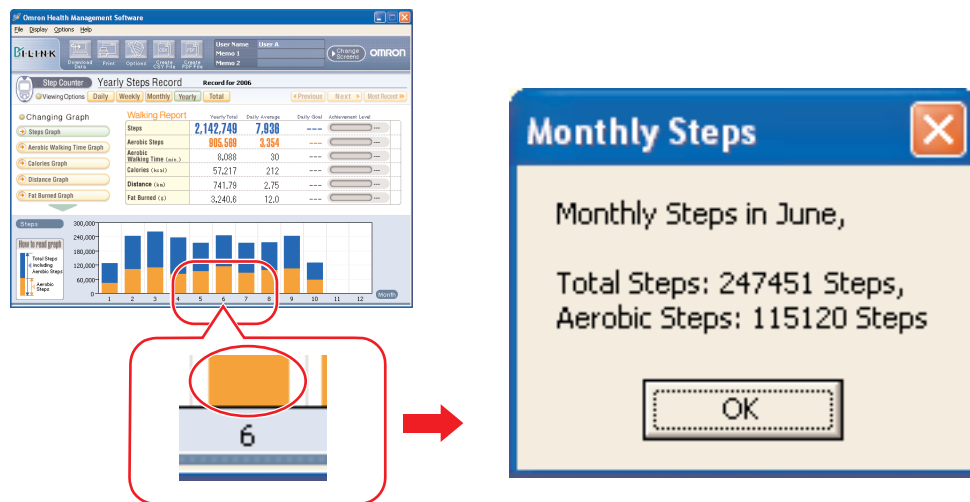 Omron Health Management Software
File Display Options Help
BI-LINK
Download Data
Print
Options
Create CSV File
Create PDF File
User Name User A
Memo 1
Memo 2
Change Screens
OMRON
Step Counter Yearly Steps Record Record for 2006
Viewing Options Daily Weekly Monthly Yearly Total Previous Next Most Recent
Changing Graph
Steps Graph
Aerobic Walking Time Graph
Calories Graph
Distance Graph
Fat Burned Graph
Walking Report Yearly Total Daily Average Daily Goal Achievement Level
Steps 2,142,749 7,936 --- ---
Aerobic Steps 905,589 3,354 --- ---
Aerobic Walking Time (min.) 8,088 30 --- ---
Calories (kcal) 57,217 212 --- ---
Distance (km) 741.79 2.75 --- ---
Fat Burned (g) 3,240.6 12.0 --- ---
Steps
How to read graph
Total Steps
including
Aerobic Steps
Aerobic
Steps
300,000
240,000
180,000
120,000
60,000
0
1 2 3 4 5 6 7 8 9 10 11 12 Month
6
Monthly Steps
Monthly Steps in June,
Total Steps: 247451 Steps,
Aerobic Steps: 115120 Steps
OK